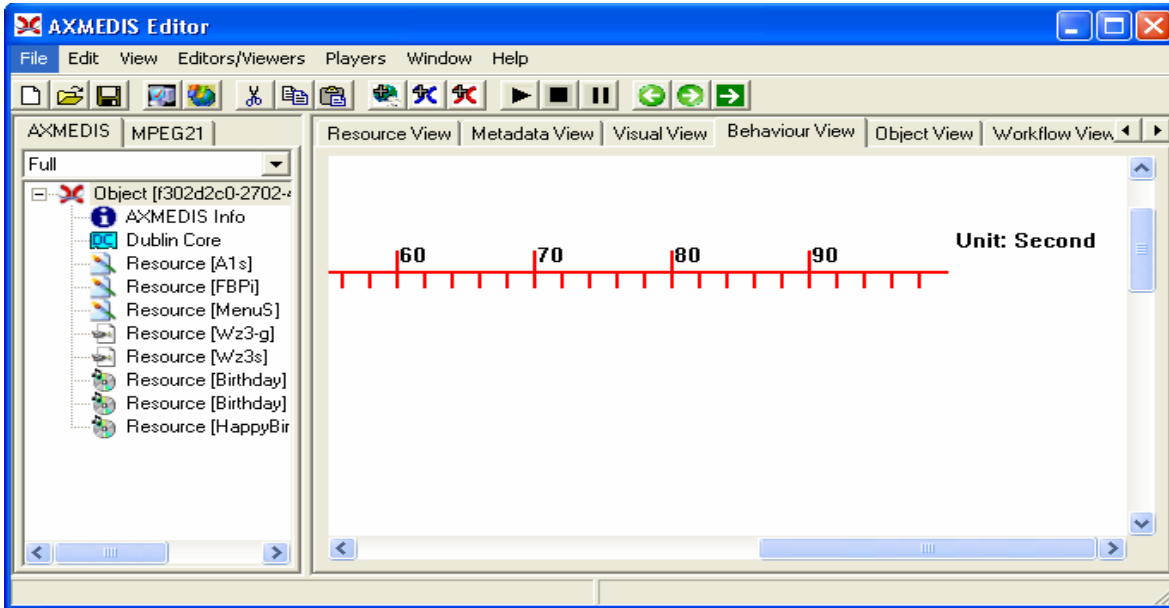 AXMEDIS Editor
File Edit View Editors/Viewers Players Window Help
AXMEDIS MPEG21
Resource View Metadata View Visual View Behaviour View Object View Workflow View
Full
Object [f302d2c0-2702-
AXMEDIS Info
DC Dublin Core
Resource [A1s]
Resource [FBPi]
Resource [MenuS]
Resource [Wz3-g]
Resource [Wz3s]
Resource [Birthday]
Resource [Birthday]
Resource [HappyBir
60 70 80 90 Unit: Second